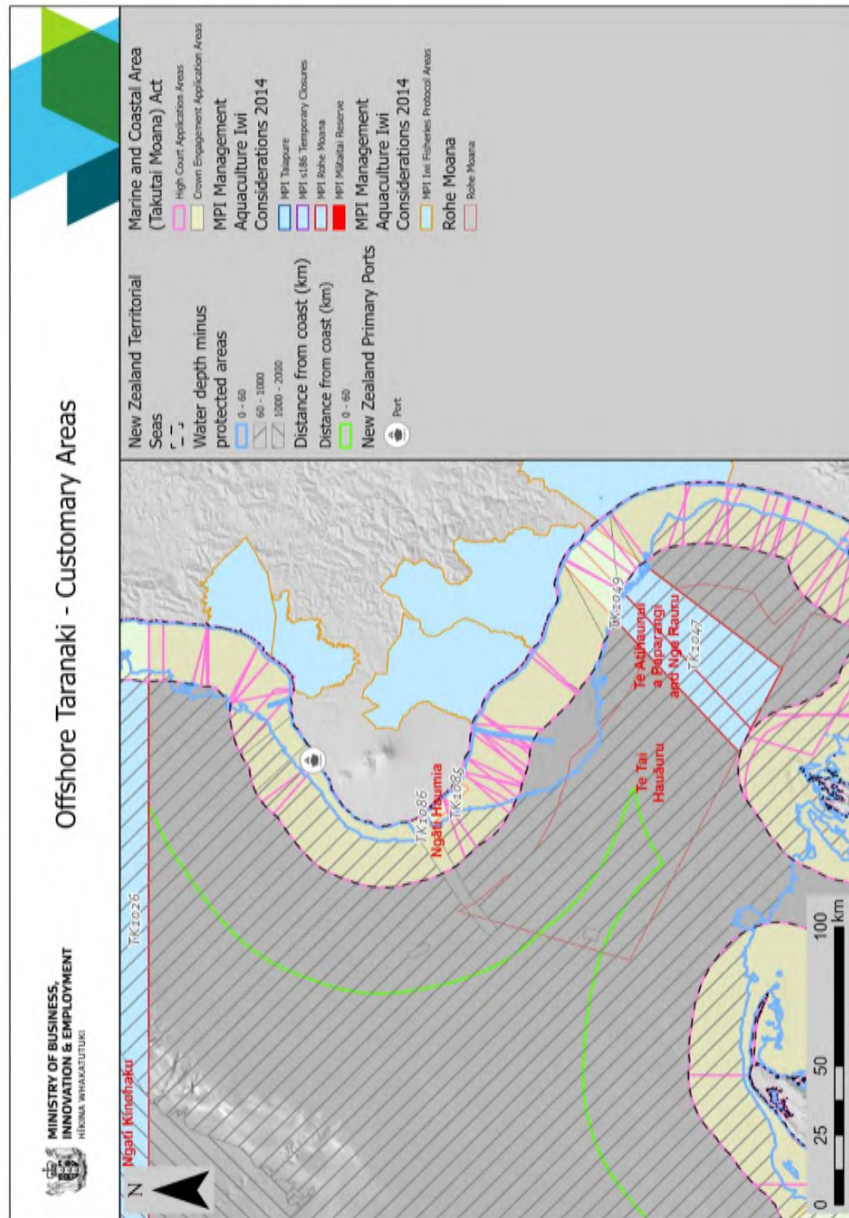 MINISTRY OF BUSINESS,
INNOVATION & EMPLOYMENT
HĪKINA WHAKATUTUKI
Offshore Taranaki - Customary Areas
N
Ngati Kinohaku
TK1026
TK1086
Ngāti Haumia
TK1085
Te Tai
Hauāuru
Te Atihaunui
a Paparangi
and Nga Rauru
TK1049
TK1047
0
25
50
100
km
New Zealand Territorial
Seas
Water depth minus
protected areas
0 - 60
60 - 1000
1000 - 2000
Distance from coast (km)
Distance from coast (km)
0 - 60
New Zealand Primary Ports
Port
Marine and Coastal Area
(Takutai Moana) Act
High Court Application Areas
Crown Engagement Application Areas
MPI Management
Aquaculture Iwi
Considerations 2014
MPI Taiapure
MPI s186 Temporary Closures
MPI Rohe Moana
MPI Mātaitai Reserve
MPI Management
Aquaculture Iwi
Considerations 2014
MPI Iwi Fisheries Protocol Areas
Rohe Moana
Rohe Moana